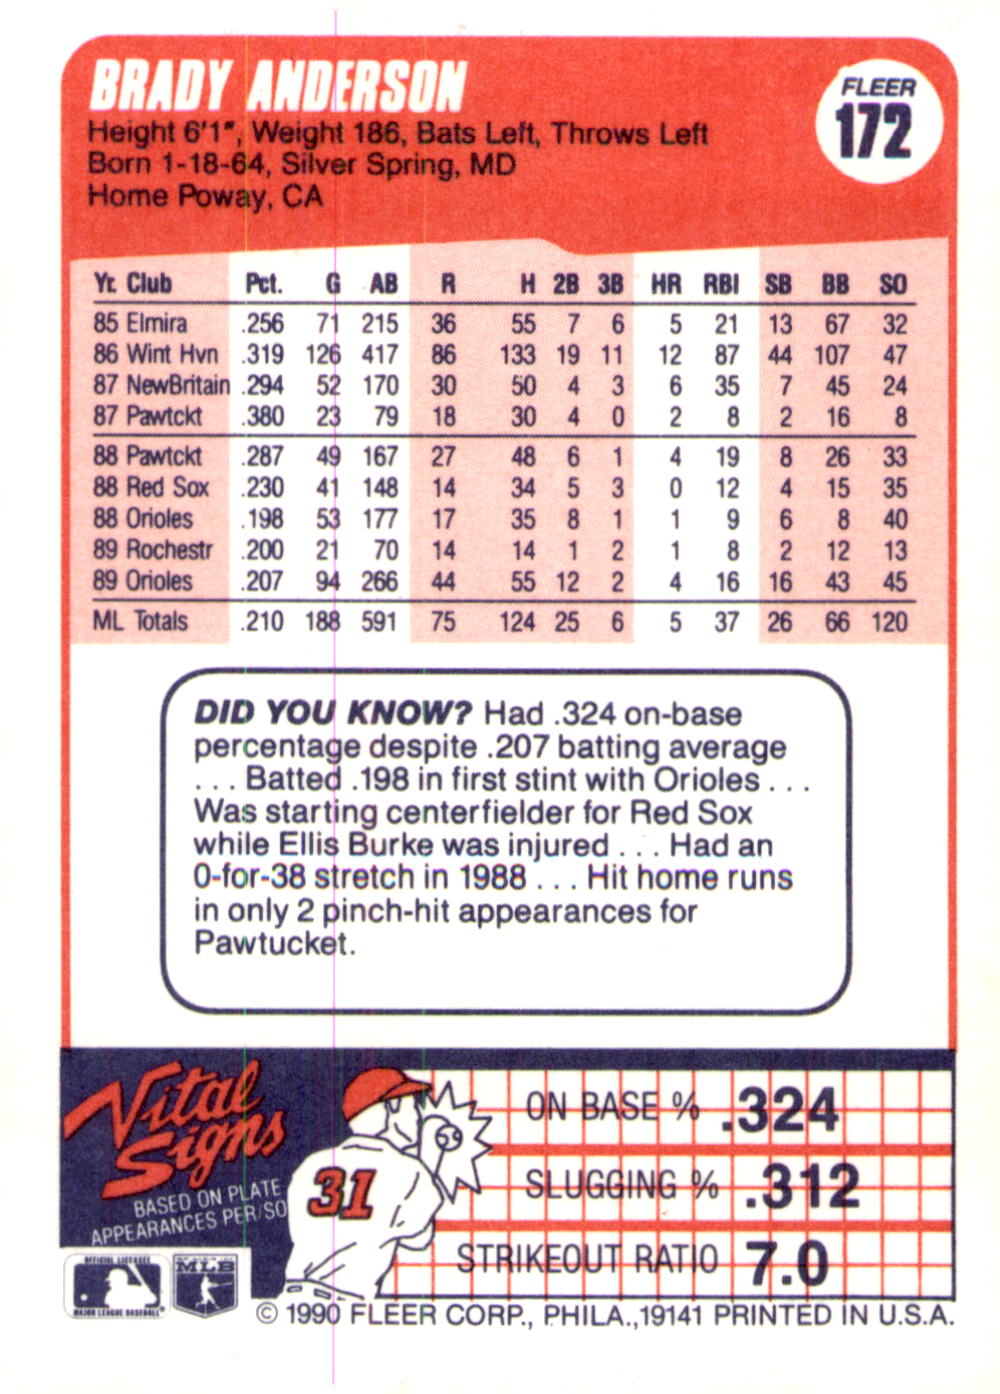 BRADY ANDERSON
FLEER
172
Height 6'1", Weight 186, Bats Left, Throws Left
Born 1-18-64, Silver Spring, MD
Home Poway, CA
Yr. Club Pct. G AB R H 2B 3B HR RBI SB BB SO
85 Elmira .256 71 215 36 55 7 6 5 21 13 67 32
86 Wint Hvn .319 126 417 86 133 19 11 12 87 44 107 47
87 NewBritain .294 52 170 30 50 4 3 6 35 7 45 24
87 Pawtckt .380 23 79 18 30 4 0 2 8 2 16 8
88 Pawtckt .287 49 167 27 48 6 1 4 19 8 26 33
88 Red Sox .230 41 148 14 34 5 3 0 12 4 15 35
88 Orioles .198 53 177 17 35 8 1 1 9 6 8 40
89 Rochestr .200 21 70 14 14 1 2 1 8 2 12 13
89 Orioles .207 94 266 44 55 12 2 4 16 16 43 45
ML Totals .210 188 591 75 124 25 6 5 37 26 66 120
DID YOU KNOW? Had .324 on-base
percentage despite .207 batting average
. . . Batted .198 in first stint with Orioles . . .
Was starting centerfielder for Red Sox
while Ellis Burke was injured . . . Had an
0-for-38 stretch in 1988 . . . Hit home runs
in only 2 pinch-hit appearances for
Pawtucket.
Vital
Signs
BASED ON PLATE
APPEARANCES PER/SO
31
ON BASE % .324
SLUGGING % .312
STRIKEOUT RATIO 7.0
OFFICIAL LICENSEE
MAJOR LEAGUE BASEBALL
MLB
© 1990 FLEER CORP., PHILA.,19141 PRINTED IN U.S.A.